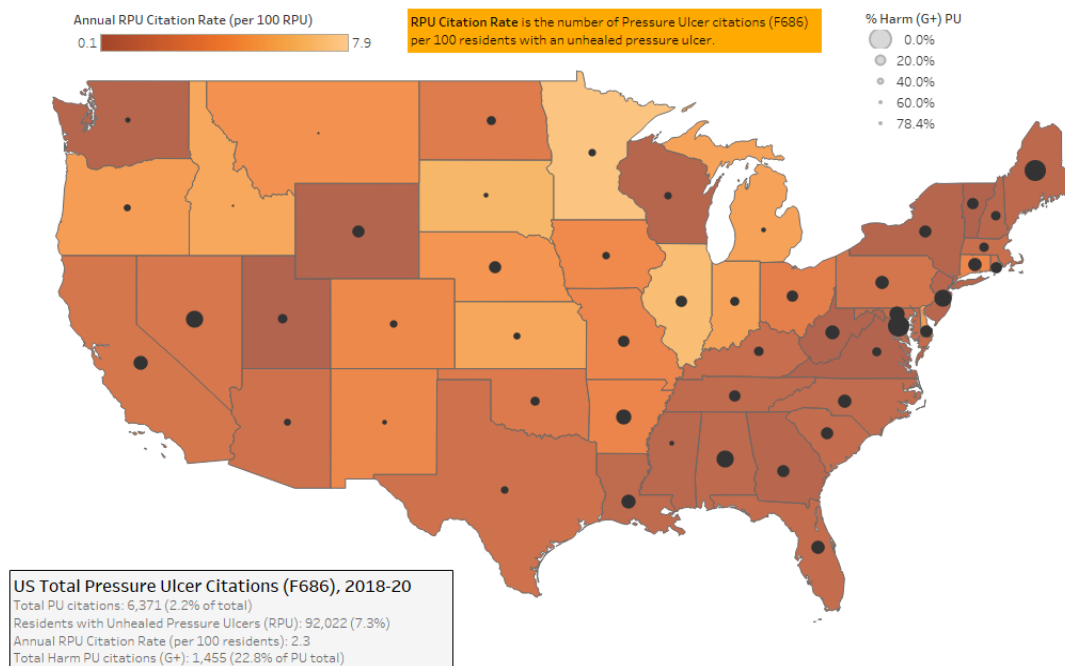 Annual RPU Citation Rate (per 100 RPU)
0.1 7.9
RPU Citation Rate is the number of Pressure Ulcer citations (F686)
per 100 residents with an unhealed pressure ulcer.
% Harm (G+) PU
0.0%
20.0%
40.0%
60.0%
78.4%
US Total Pressure Ulcer Citations (F686), 2018-20
Total PU citations: 6,371 (2.2% of total)
Residents with Unhealed Pressure Ulcers (RPU): 92,022 (7.3%)
Annual RPU Citation Rate (per 100 residents): 2.3
Total Harm PU citations (G+): 1,455 (22.8% of PU total)